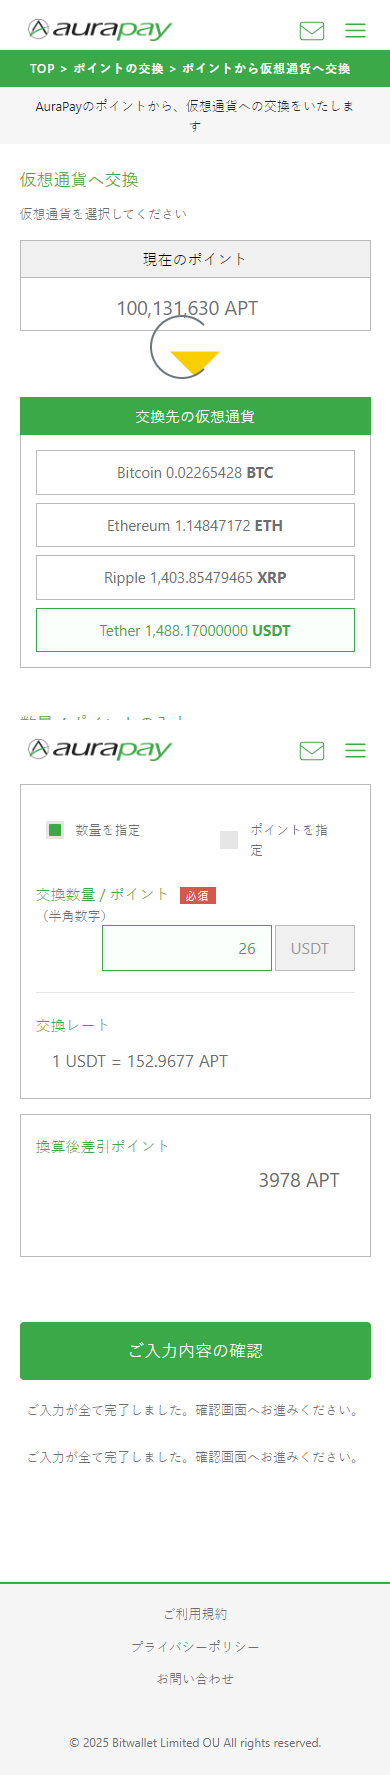 aurapay
TOP > ポイントの交換 > ポイントから仮想通貨へ交換
AuraPayのポイントから、仮想通貨への交換をいたしま
す
仮想通貨へ交換
仮想通貨を選択してください
現在のポイント
100,131,630 APT
交換先の仮想通貨
Bitcoin 0.02265428 BTC
Ethereum 1.14847172 ETH
Ripple 1,403.85479465 XRP
Tether 1,488.17000000 USDT
aurapay
数量を指定
ポイントを指
定
交換数量 / ポイント 必須
（半角数字）
26 USDT
交換レート
1 USDT = 152.9677 APT
換算後差引ポイント
3978 APT
ご入力内容の確認
ご入力が全て完了しました。確認画面へお進みください。
ご入力が全て完了しました。確認画面へお進みください。
ご利用規約
プライバシーポリシー
お問い合わせ
© 2025 Bitwallet Limited OU All rights reserved.